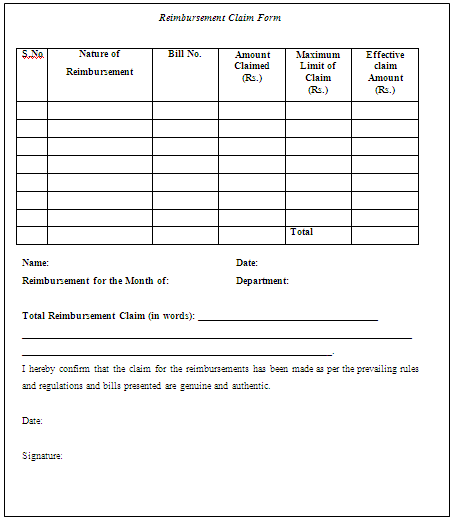 Reimbursement Claim Form
S.No Nature of Reimbursement Bill No. Amount Claimed (Rs.) Maximum Limit of Claim (Rs.) Effective claim Amount (Rs.)
Total
Name: Date:
Reimbursement for the Month of: Department:
Total Reimbursement Claim (in words): ____________________________________
______________________________________________________________________________
______________________________________________________________.
I hereby confirm that the claim for the reimbursements has been made as per the prevailing rules
and regulations and bills presented are genuine and authentic.
Date:
Signature: